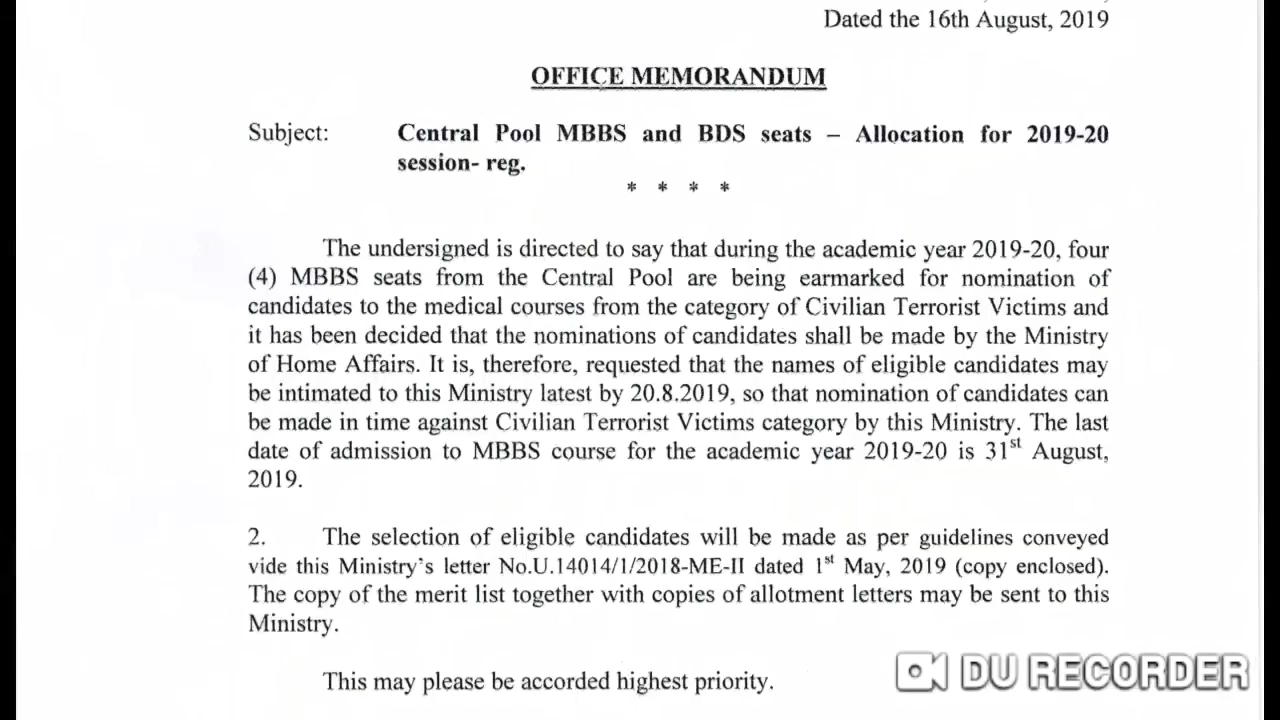 Dated the 16th August, 2019
OFFICE MEMORANDUM
Subject: Central Pool MBBS and BDS seats – Allocation for 2019-20
session- reg.
* * * *
The undersigned is directed to say that during the academic year 2019-20, four
(4) MBBS seats from the Central Pool are being earmarked for nomination of
candidates to the medical courses from the category of Civilian Terrorist Victims and
it has been decided that the nominations of candidates shall be made by the Ministry
of Home Affairs. It is, therefore, requested that the names of eligible candidates may
be intimated to this Ministry latest by 20.8.2019, so that nomination of candidates can
be made in time against Civilian Terrorist Victims category by this Ministry. The last
date of admission to MBBS course for the academic year 2019-20 is 31st August,
2019.
2. The selection of eligible candidates will be made as per guidelines conveyed
vide this Ministry's letter No.U.14014/1/2018-ME-II dated 1st May, 2019 (copy enclosed).
The copy of the merit list together with copies of allotment letters may be sent to this
Ministry.
This may please be accorded highest priority.
DU RECORDER